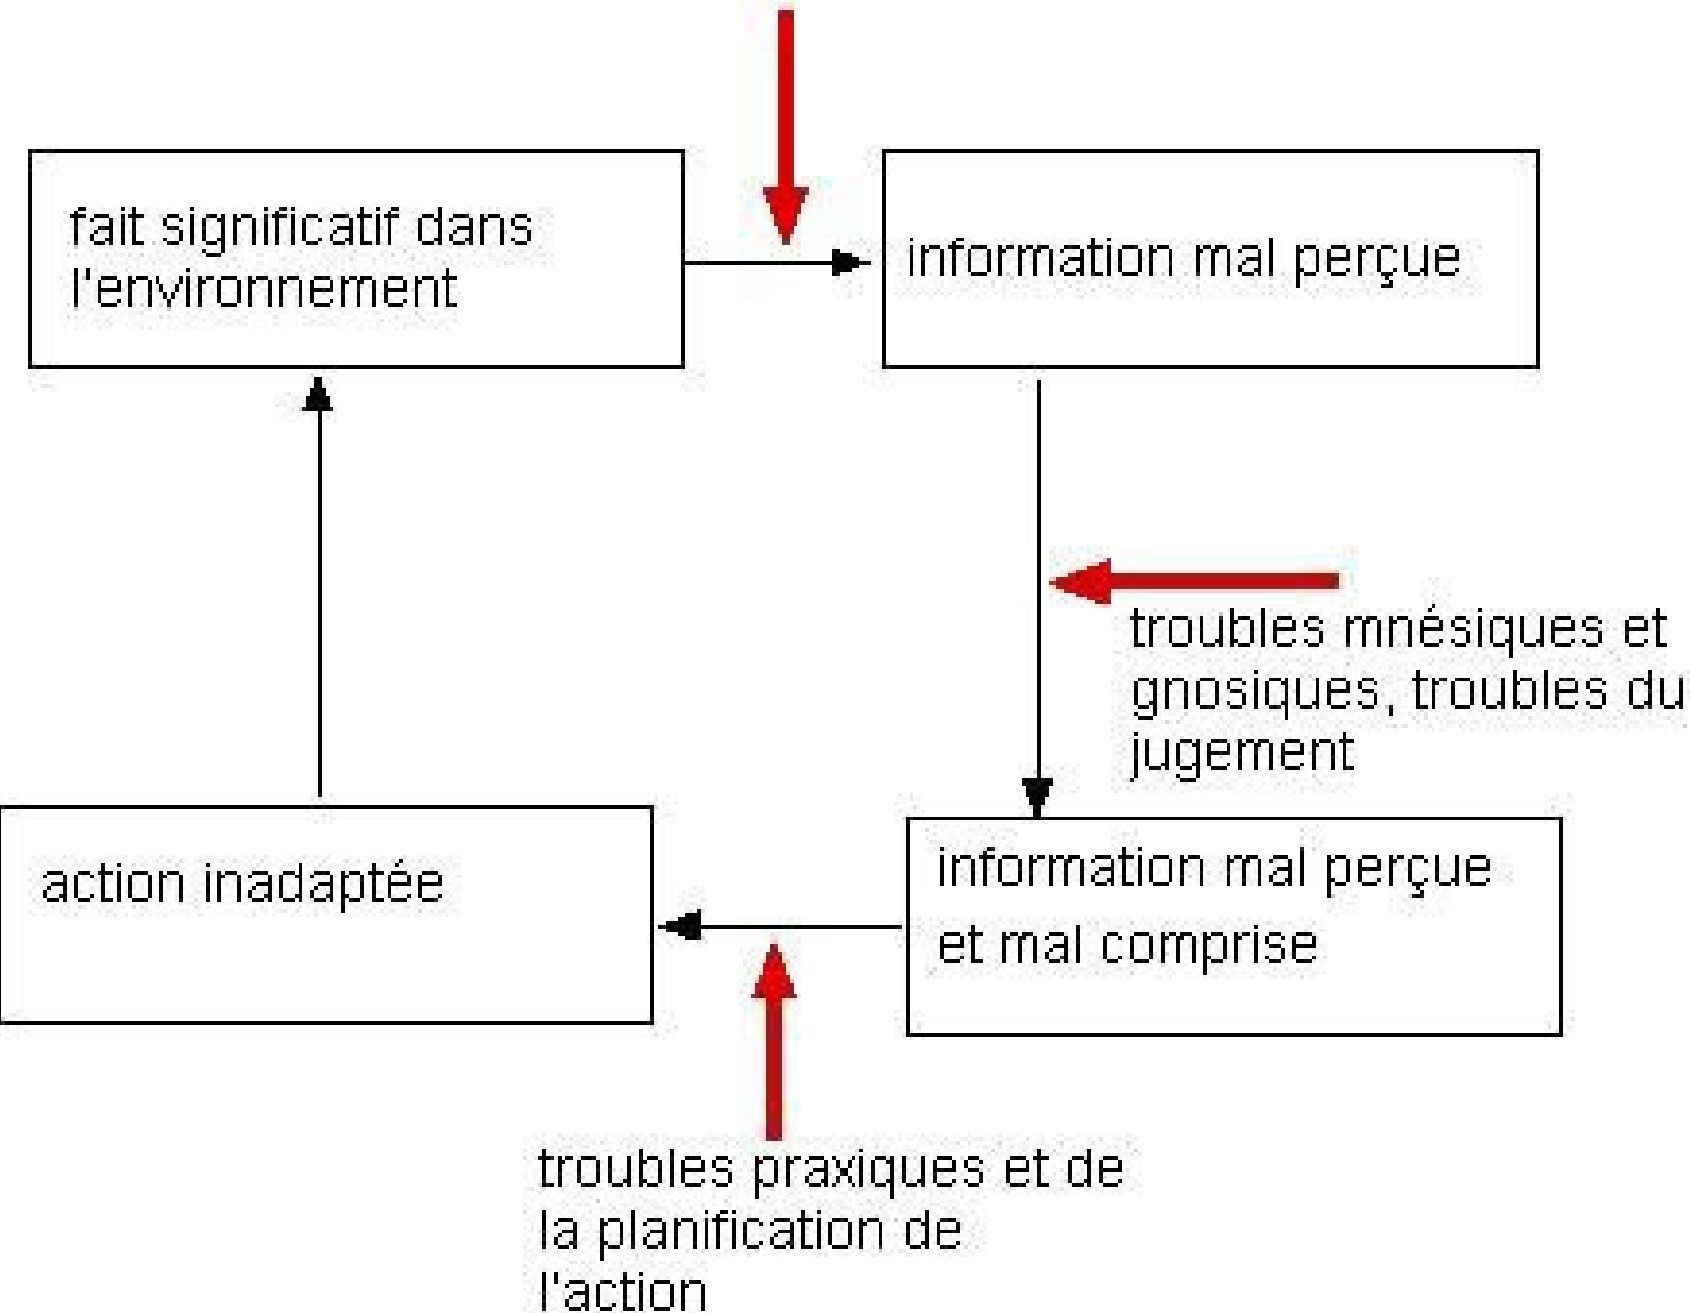 fait significatif dans
l'environnement
information mal perçue
troubles mnésiques et
gnosiques, troubles du
jugement
action inadaptée
information mal perçue
et mal comprise
troubles praxiques et de
la planification de
l'action